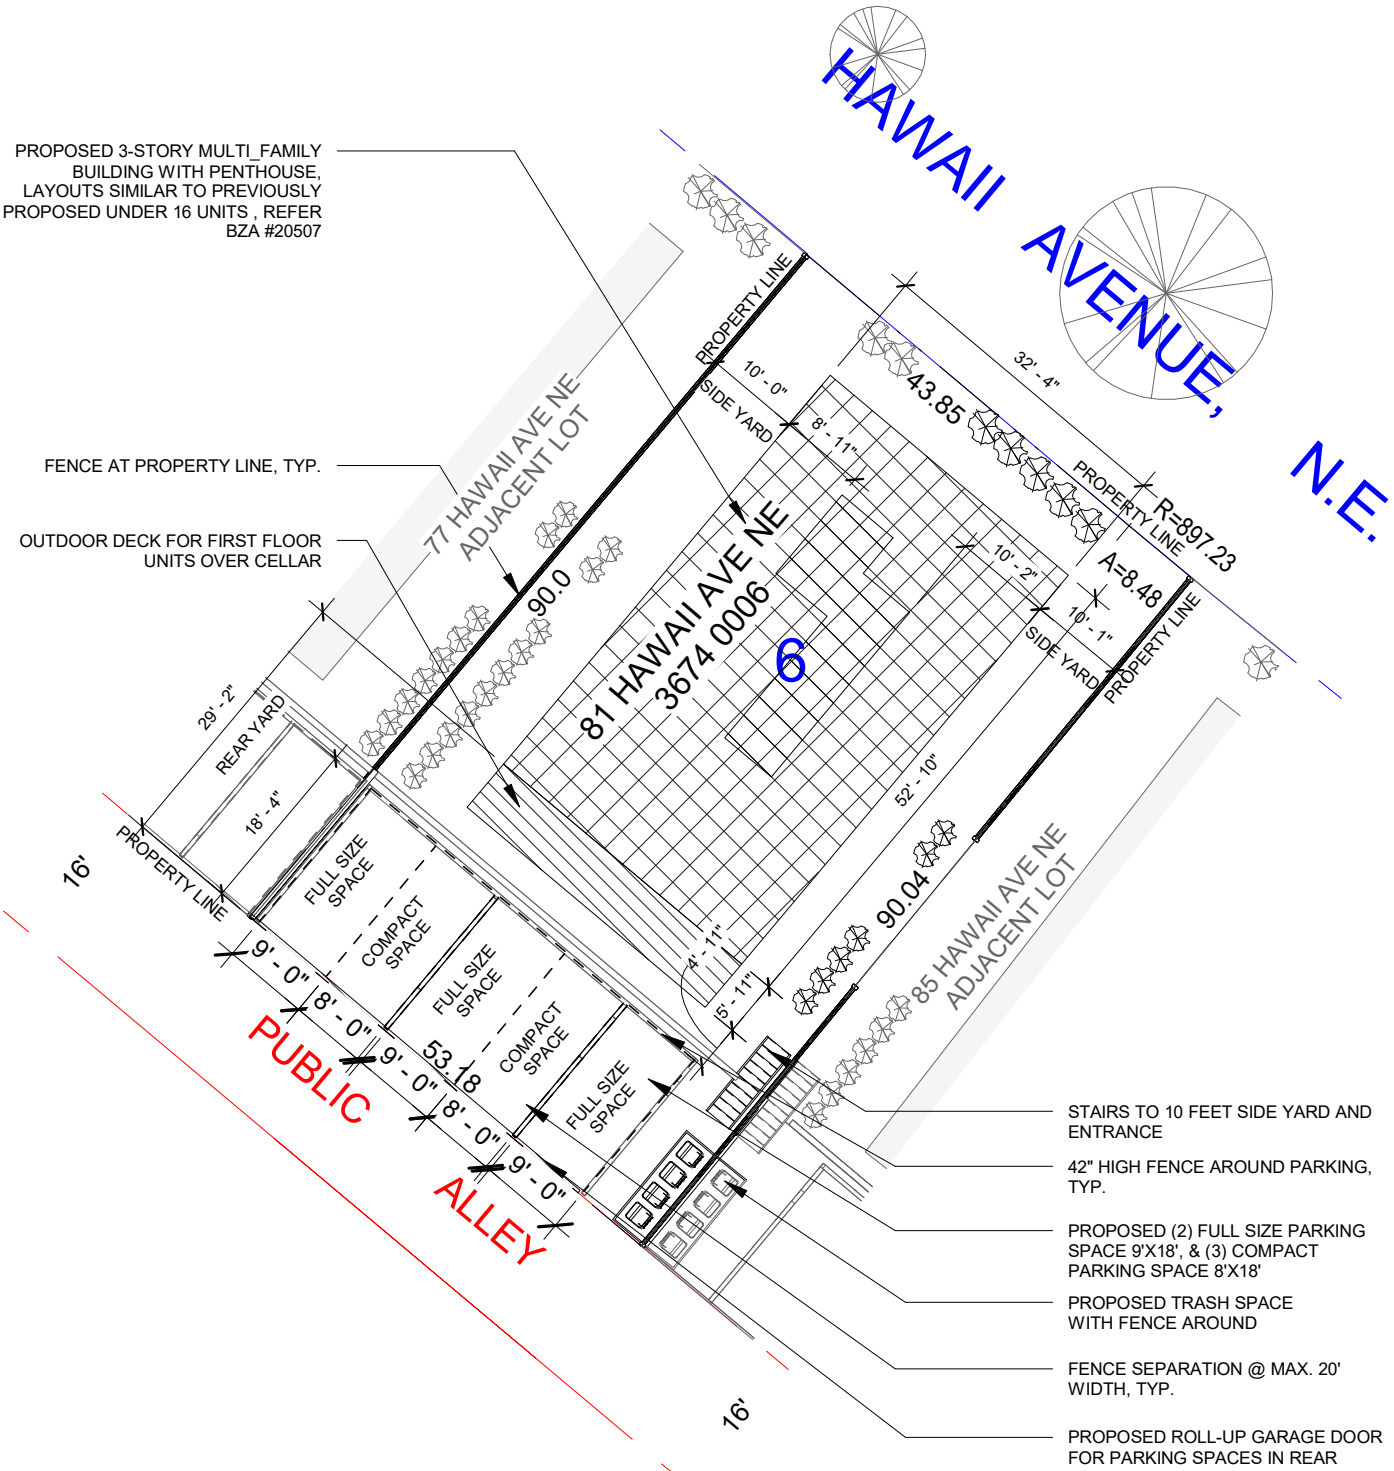 HAWAII AVENUE, N.E.
PROPOSED 3-STORY MULTI_FAMILY
BUILDING WITH PENTHOUSE,
LAYOUTS SIMILAR TO PREVIOUSLY
PROPOSED UNDER 16 UNITS , REFER
BZA #20507
FENCE AT PROPERTY LINE, TYP.
OUTDOOR DECK FOR FIRST FLOOR
UNITS OVER CELLAR
77 HAWAII AVE NE
ADJACENT LOT
PROPERTY LINE
10' - 0"
SIDE YARD
8' - 11"
43.85
32' - 4"
PROPERTY LINE
R=897.23
A=8.48
10' - 2"
10' - 1"
SIDE YARD
PROPERTY LINE
90.0
81 HAWAII AVE NE
3674 0006
6
52' - 10"
90.04
85 HAWAII AVE NE
ADJACENT LOT
29' - 2"
REAR YARD
18' - 4"
PROPERTY LINE
16'
FULL SIZE
SPACE
COMPACT
SPACE
FULL SIZE
SPACE
COMPACT
SPACE
FULL SIZE
SPACE
4' - 11"
5' - 11"
9' - 0"
8' - 0"
9' - 0"
8' - 0"
9' - 0"
53.18
PUBLIC
ALLEY
16'
STAIRS TO 10 FEET SIDE YARD AND
ENTRANCE
42" HIGH FENCE AROUND PARKING,
TYP.
PROPOSED (2) FULL SIZE PARKING
SPACE 9'X18', & (3) COMPACT
PARKING SPACE 8'X18'
PROPOSED TRASH SPACE
WITH FENCE AROUND
FENCE SEPARATION @ MAX. 20'
WIDTH, TYP.
PROPOSED ROLL-UP GARAGE DOOR
FOR PARKING SPACES IN REAR